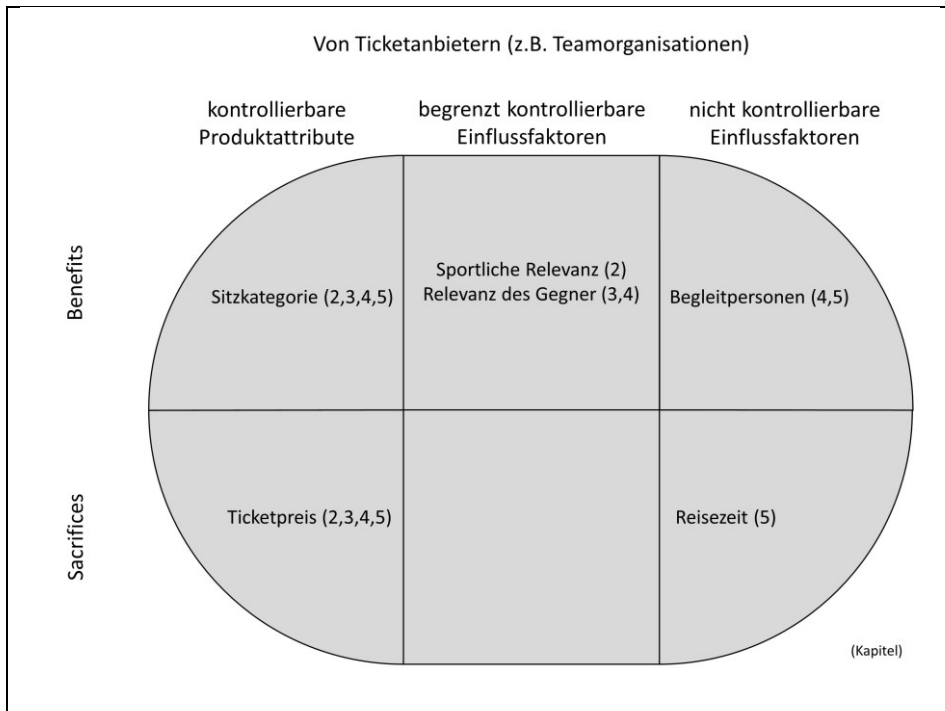 Von Ticketanbietern (z.B. Teamorganisationen)
kontrollierbare
Produktattribute
begrenzt kontrollierbare
Einflussfaktoren
nicht kontrollierbare
Einflussfaktoren
Benefits
Sitzkategorie (2,3,4,5)
Sportliche Relevanz (2)
Relevanz des Gegner (3,4)
Begleitpersonen (4,5)
Sacrifices
Ticketpreis (2,3,4,5)
Reisezeit (5)
(Kapitel)